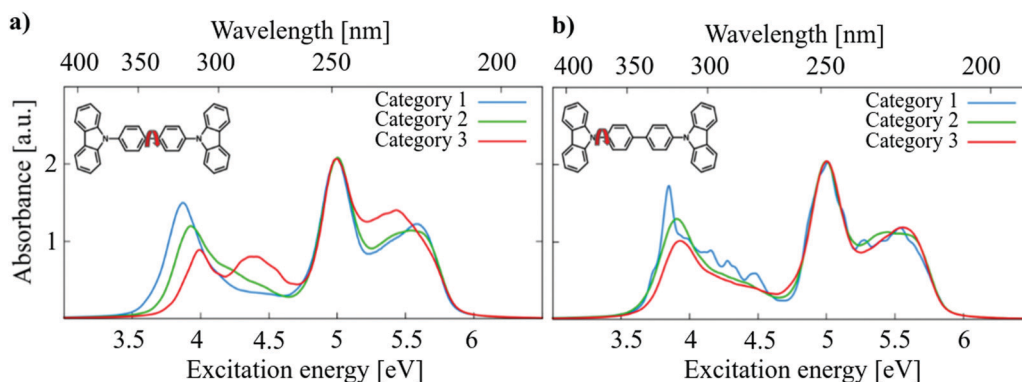 a)
Wavelength [nm]
400 350 300 250 200
Category 1
Category 2
Category 3
N
N
Absorbance [a.u.]
2
1
3.5 4 4.5 5 5.5 6
Excitation energy [eV]
b)
Wavelength [nm]
400 350 300 250 200
Category 1
Category 2
Category 3
N
N
3.5 4 4.5 5 5.5 6
Excitation energy [eV]